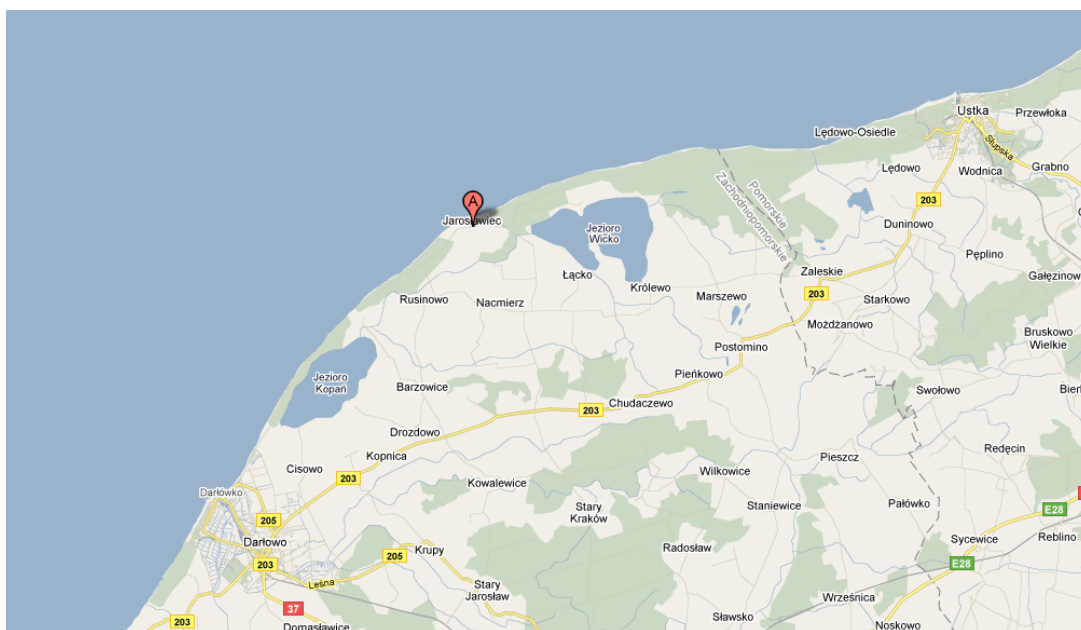 Ustka
Przewłoka
Lędowo-Osiedle
Słupska
Lędowo
Wodnica
Grabno
Pomorskie
Zachodniopomorskie
203
A
Jarosławiec
Jezioro
Wicko
Duninowo
Pęplino
Łącko
Zaleskie
Gałęzinow
Królewo
Rusinowo
Nacmierz
Marszewo
203
Starkowo
Możdżanowo
Bruskowo
Wielkie
Postomino
Jezioro
Kopań
Barzowice
Pieńkowo
Swołowo
Bień
Chudaczewo
203
Drozdowo
Redęcin
Kopnica
Pieszcz
Cisowo
203
Wilkowice
Kowalewice
Darłówko
Staniewice
Pałówko
Stary
Kraków
E28
205
Reblino
Darłowo
Radosław
Sycewice
Krupy
205
203
E28
Leśna
Stary
Jarosław
Wrześnica
37
203
Sławsko
Noskowo
Domasławice